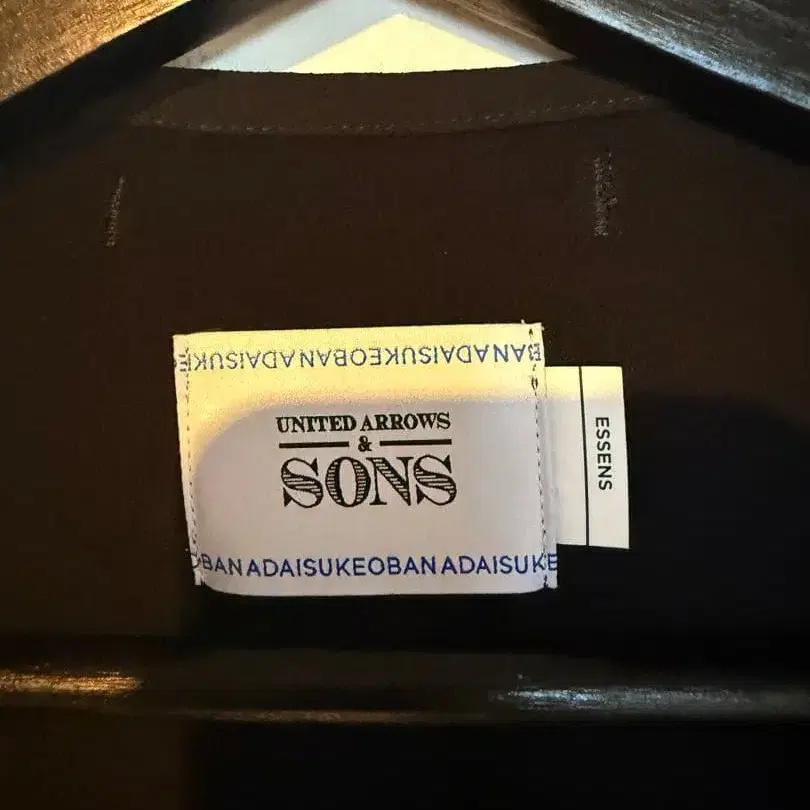 BANADAISUKEOBANADAISUKE
UNITED ARROWS
&
SONS
OBANADAISUKEOBANADAISUKE
ESSENS